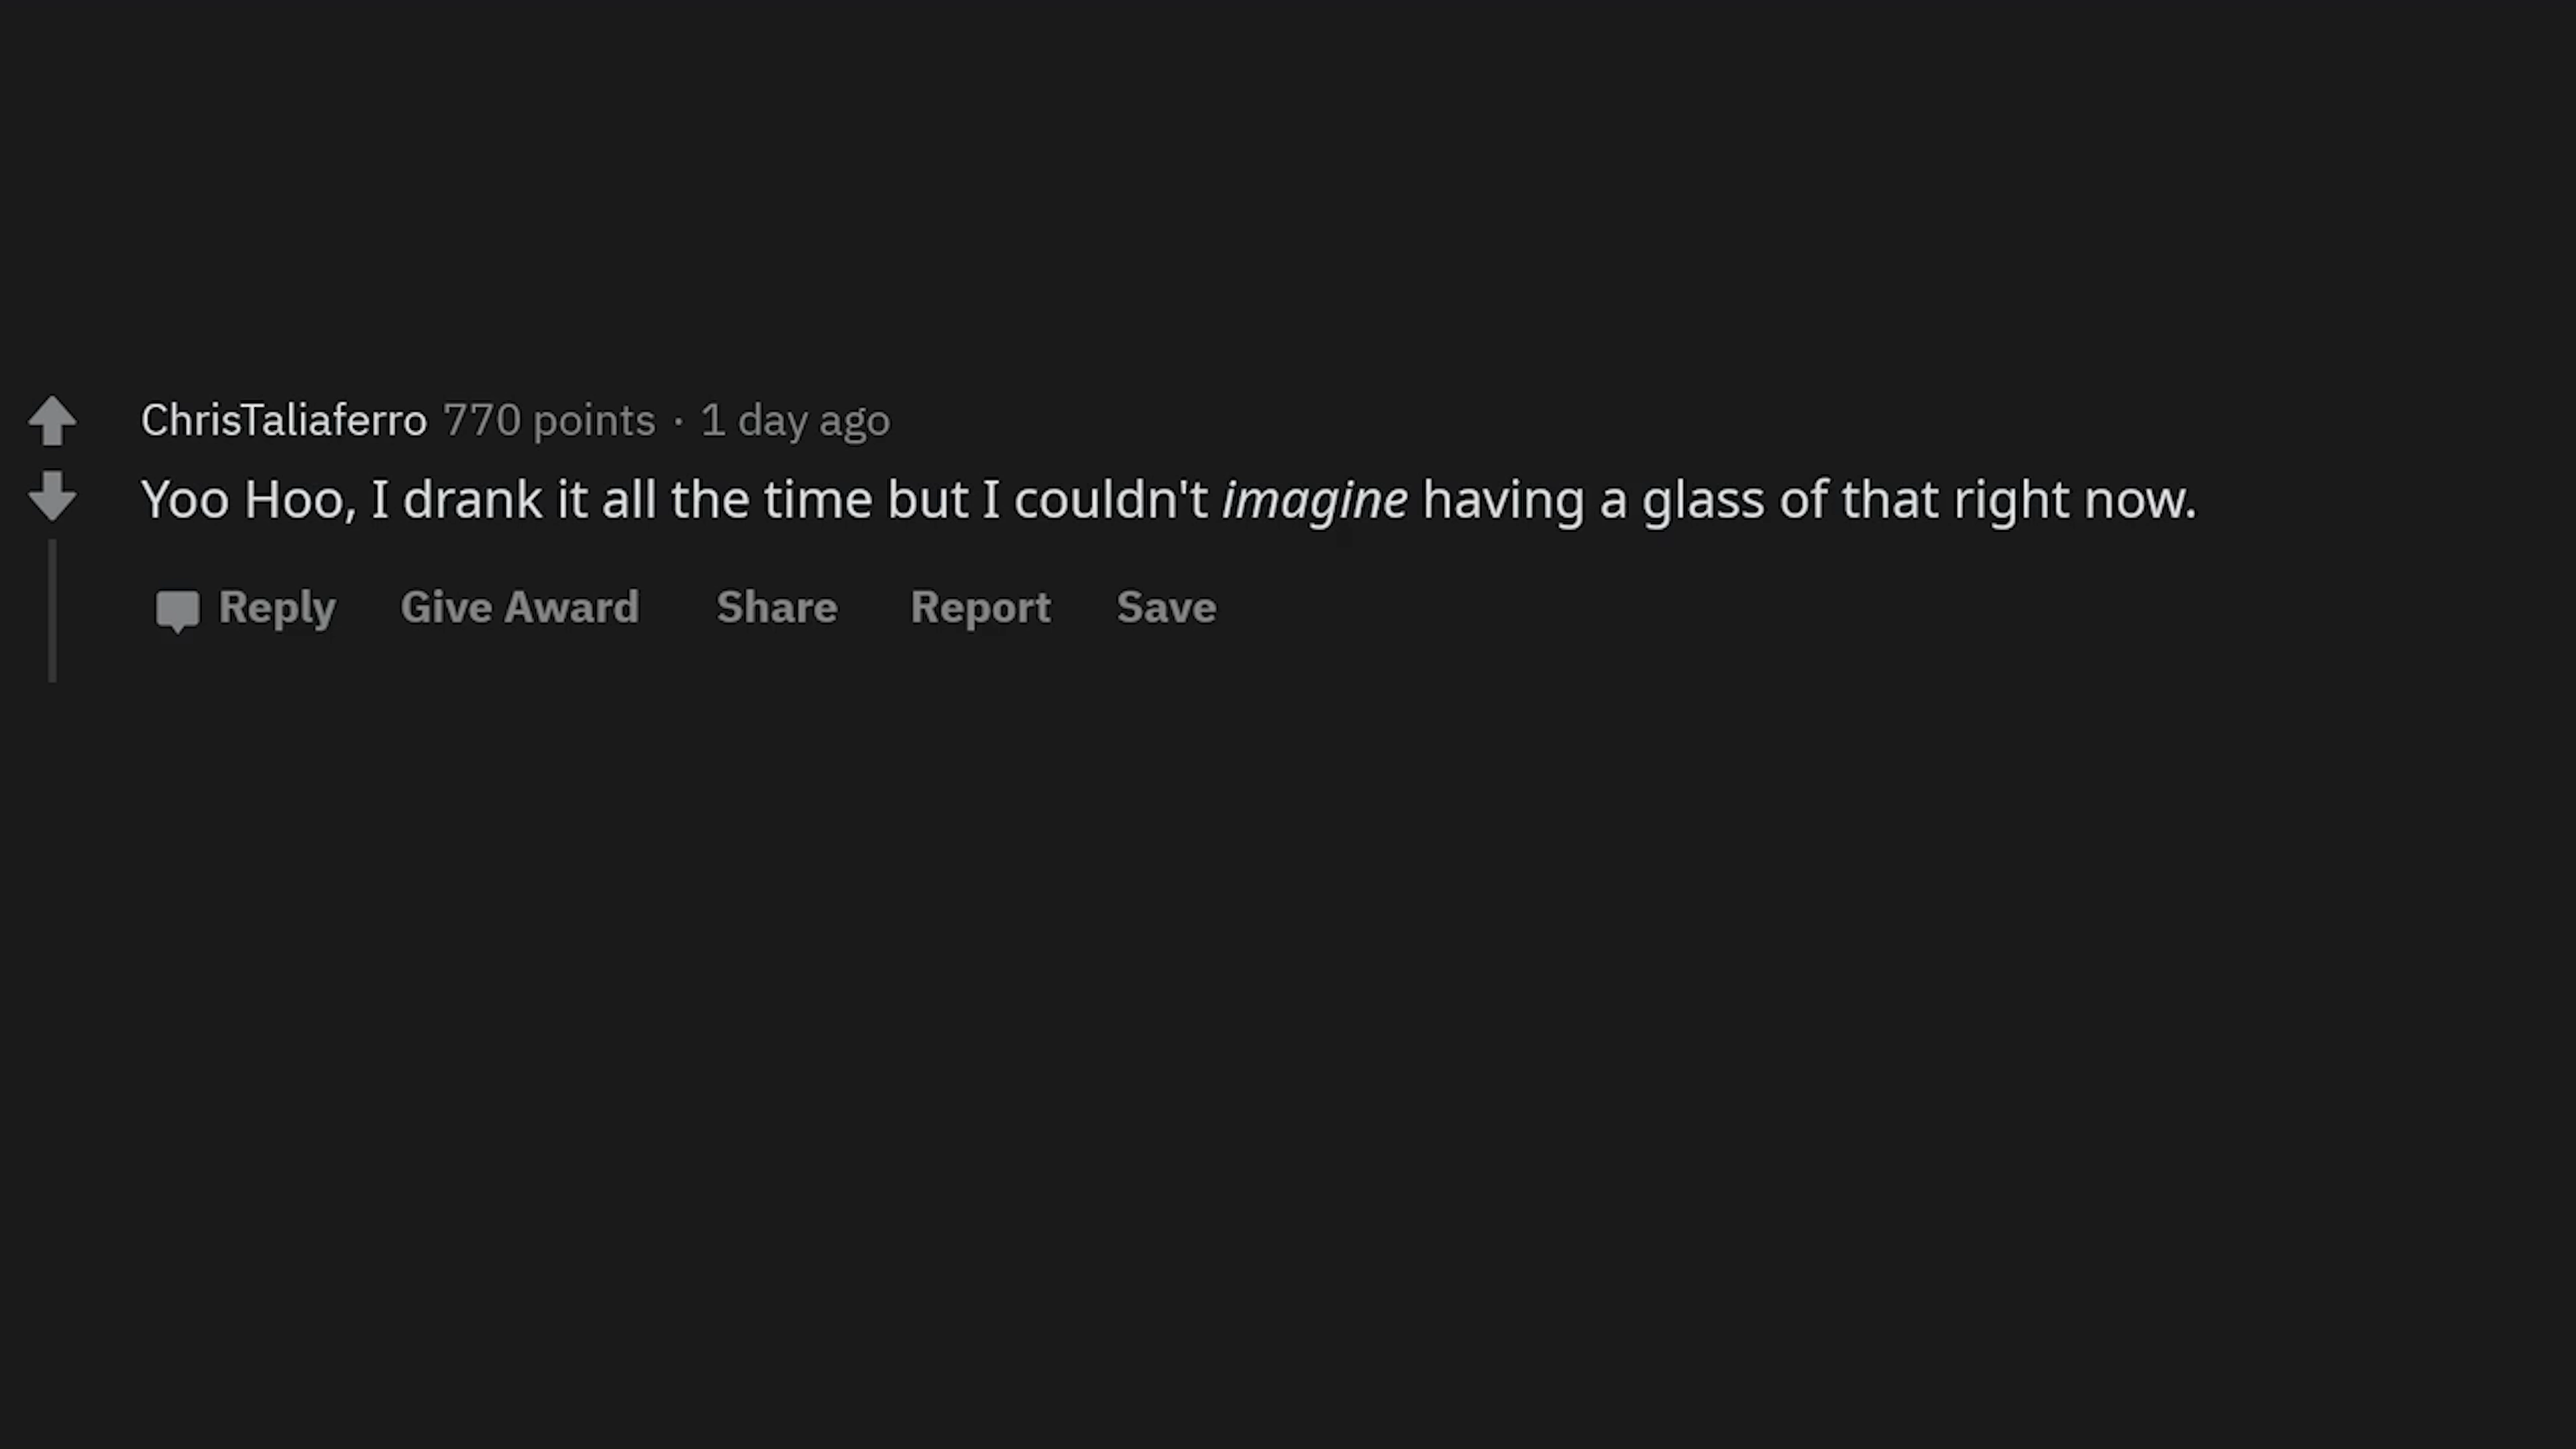 ChrisTaliaferro 770 points · 1 day ago
Yoo Hoo, I drank it all the time but I couldn't imagine having a glass of that right now.
Reply Give Award Share Report Save